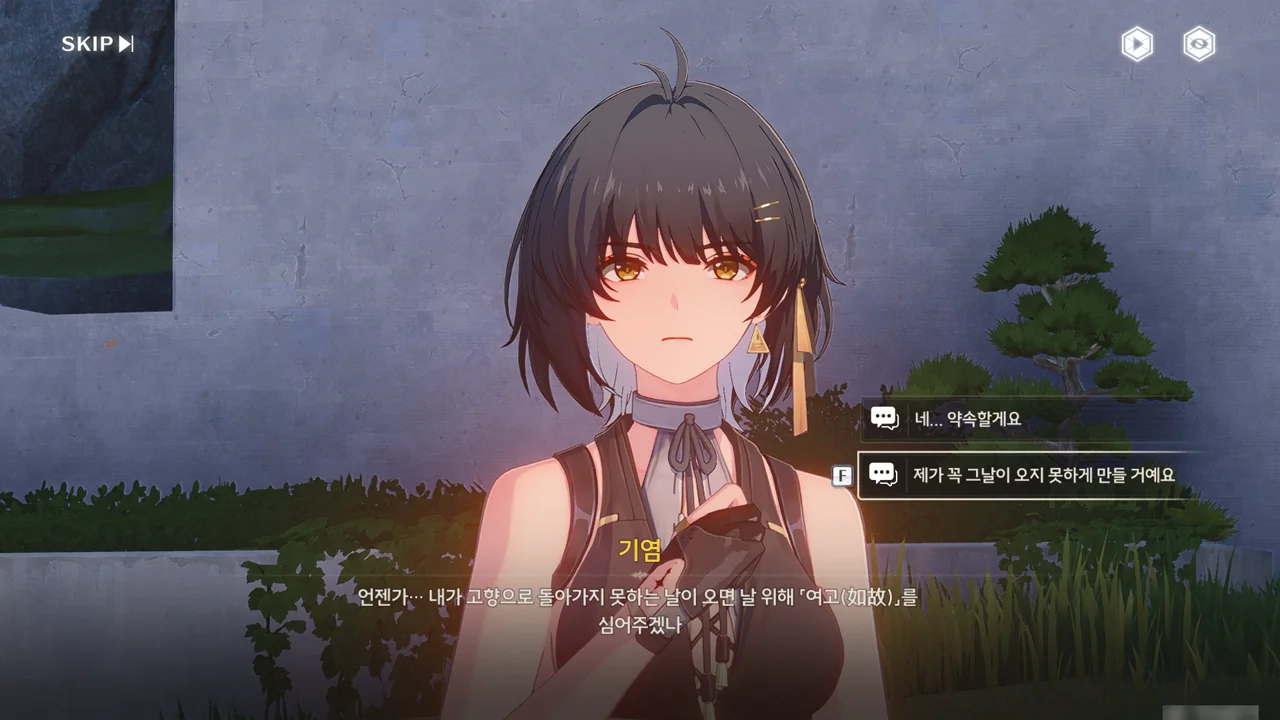 SKIP
네... 약속할게요
F
제가 꼭 그날이 오지 못하게 만들 거예요
기염
언젠가… 내가 고향으로 돌아가지 못하는 날이 오면 날 위해 「여고(如故)」를
심어주겠나